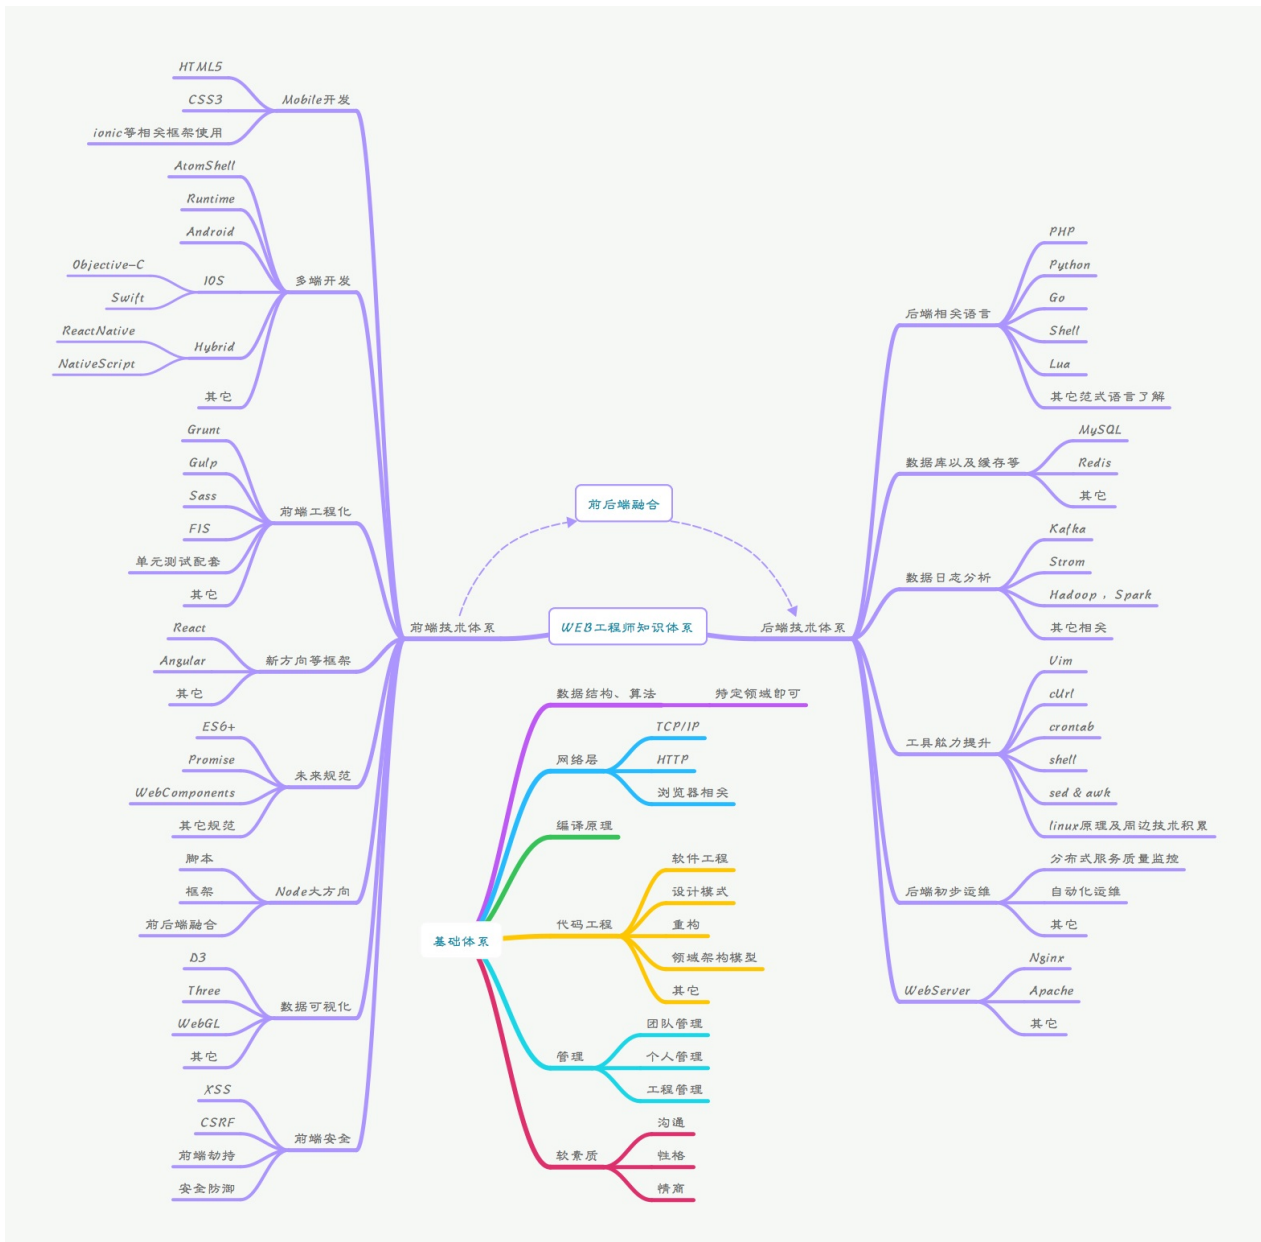 HTML5
CSS3
ionic等相关框架使用
Mobile开发
AtomShell
Runtime
Android
Objective-C
Swift
IOS
ReactNative
NativeScript
Hybrid
其它
多端开发
Grunt
Gulp
Sass
FIS
单元测试配套
其它
前端工程化
React
Angular
其它
新方向等框架
ES6+
Promise
WebComponents
其它规范
未来规范
脚本
框架
前后端融合
Node大方向
D3
Three
WebGL
其它
数据可视化
XSS
CSRF
前端劫持
安全防御
前端安全
前端技术体系
前后端融合
WEB工程师知识体系
后端技术体系
后端相关语言
PHP
Python
Go
Shell
Lua
其它范式语言了解
数据库以及缓存等
MySQL
Redis
其它
数据日志分析
Kafka
Strom
Hadoop ，Spark
其它相关
工具能力提升
Vim
cUrl
crontab
shell
sed & awk
linux原理及周边技术积累
后端初步运维
分布式服务质量监控
自动化运维
其它
WebServer
Nginx
Apache
其它
基础体系
数据结构、算法
特定领域即可
网络层
TCP/IP
HTTP
浏览器相关
编译原理
代码工程
软件工程
设计模式
重构
领域架构模型
其它
管理
团队管理
个人管理
工程管理
软素质
沟通
性格
情商